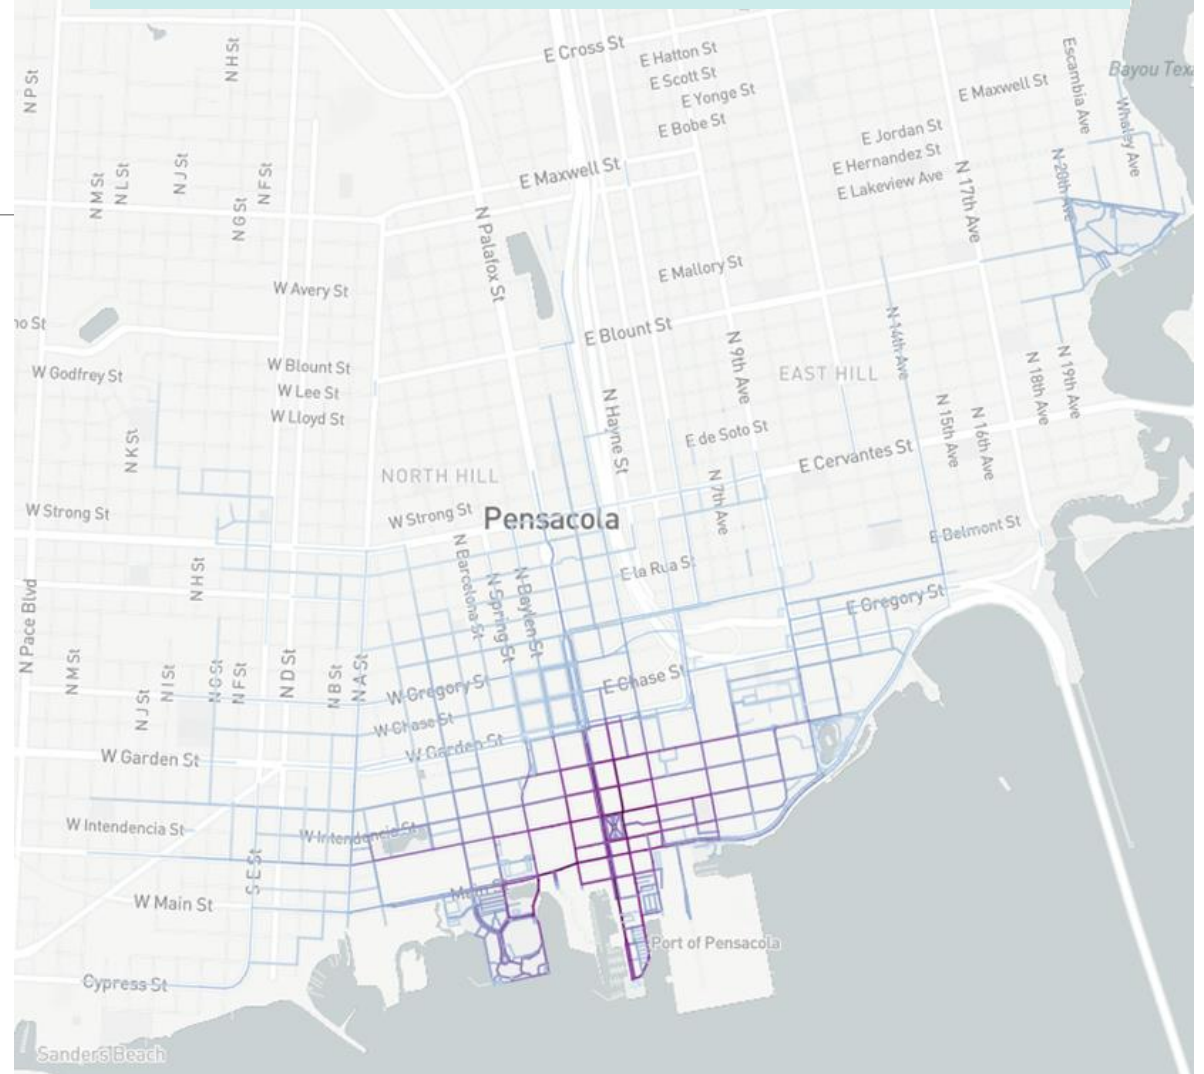 E Cross St
E Hatton St
E Scott St
E Yonge St
E Bobe St
E Maxwell St
Escambia Ave
Bayou Texa
Whaley Ave
N P St
N H St
N M St
N L St
N J St
N G St
N F St
E Maxwell St
E Jordan St
E Hernandez St
E Lakeview Ave
N 17th Ave
N 20th Ave
N Palafox St
W Avery St
E Mallory St
no St
E Blount St
N 9th Ave
N 14th Ave
W Godfrey St
W Blount St
W Lee St
W Lloyd St
EAST HILL
N 18th Ave
N 19th Ave
N K St
N Hayne St
E de Soto St
N 15th Ave
N 16th Ave
E Cervantes St
NORTH HILL
N 7th Ave
W Strong St
W Strong St
Pensacola
E Belmont St
N Pace Blvd
N H St
N Barcelona St
N Spring St
N Baylen St
E la Rua St
E Gregory St
N M St
N J St
N I St
N G St
N F St
N D St
N B St
N A St
W Gregory St
E Chase St
W Chase St
W Garden St
W Garden St
W Intendencia St
W Intendencia St
S E St
W Main St
Main St
Port of Pensacola
Cypress St
Sanders Beach